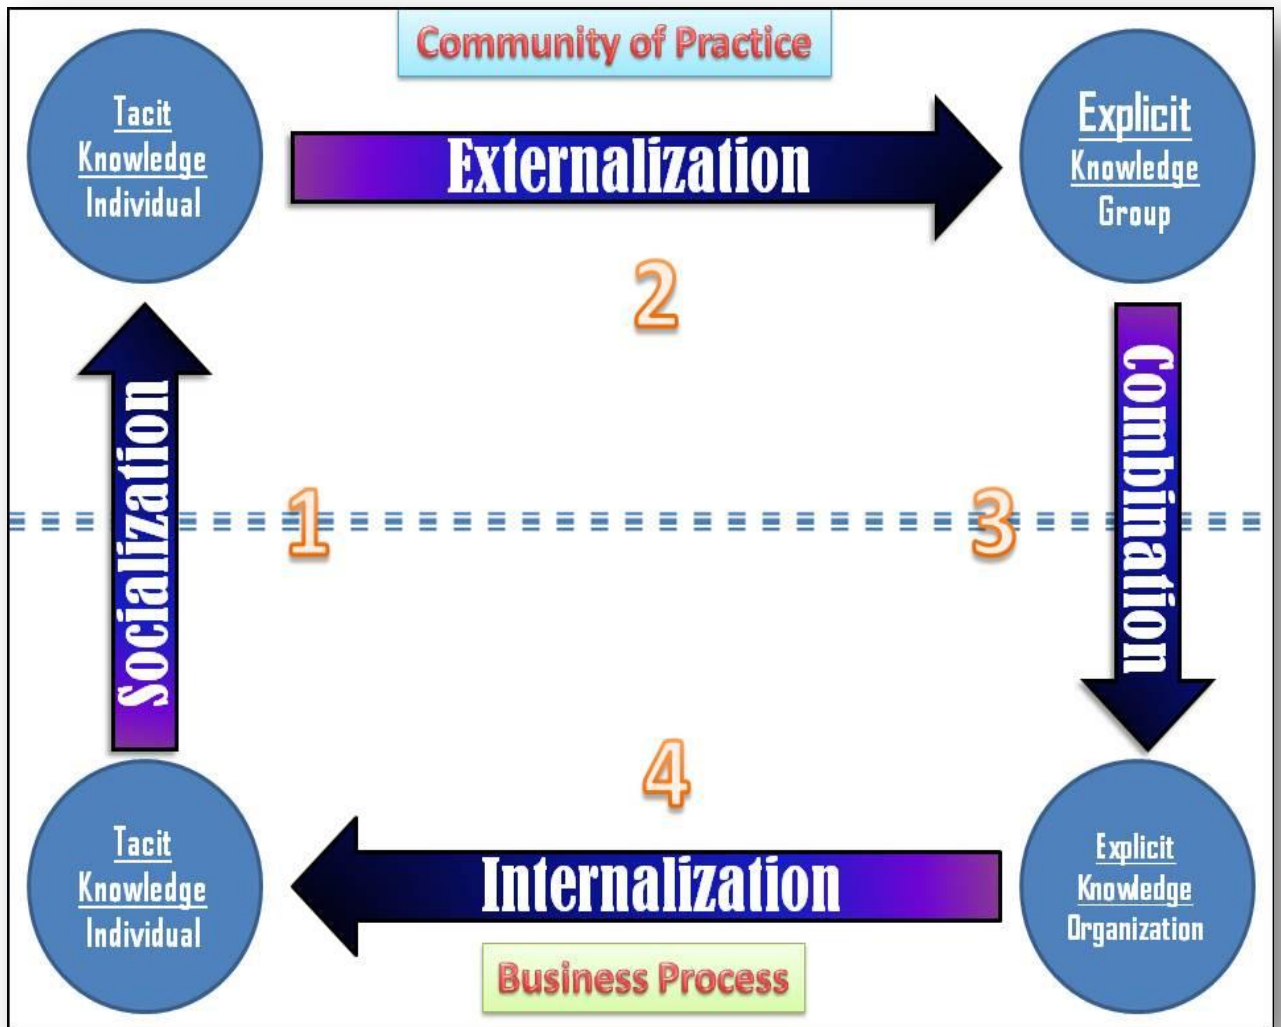 Community of Practice
Tacit
Knowledge
Individual
Externalization
Explicit
Knowledge
Group
2
Socialization
1
3
Combination
4
Tacit
Knowledge
Individual
Internalization
Explicit
Knowledge
Organization
Business Process